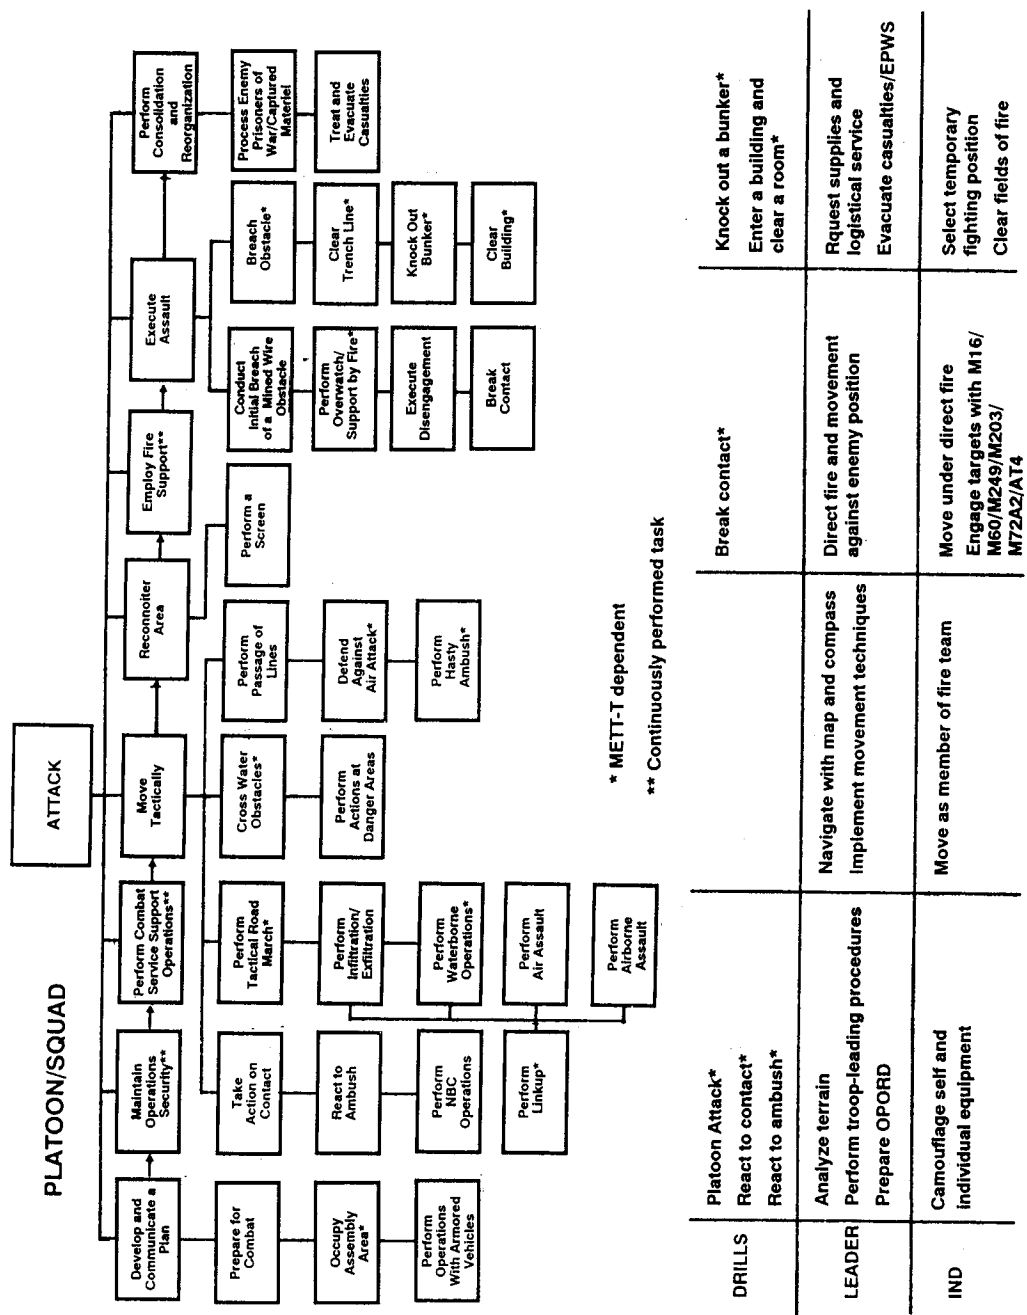 PLATOON/SQUAD
ATTACK
Develop and
Communicate a
Plan
Maintain
Operations
Security**
Perform Combat
Service Support
Operations**
Move
Tactically
Reconnoiter
Area
Employ Fire
Support**
Execute
Assault
Perform
Consolidation
and
Reorganization
Prepare for
Combat
Take
Action on
Contact
Perform
Tactical Road
March*
Cross Water
Obstacles*
Perform
Passage of
Lines
Perform a
Screen
Conduct
Initial Breach
of a Mined Wire
Obstacle
Breach
Obstacle*
Process Enemy
Prisoners of
War/Captured
Materiel
Occupy
Assembly
Area*
React to
Ambush
Perform
Infiltration/
Exfiltration
Perform
Actions at
Danger Areas
Defend
Against
Air Attack*
Perform
Overwatch/
Support by Fire*
Clear
Trench Line*
Treat and
Evacuate
Casualties
Perform
Operations
With Armored
Vehicles
Perform
NBC
Operations
Perform
Waterborne
Operations*
Perform
Hasty
Ambush*
Execute
Disengagement
Knock Out
Bunker*
Perform
Linkup*
Perform
Air Assault
Break
Contact
Clear
Building*
Perform
Airborne
Assault
* METT-T dependent
** Continuously performed task
DRILLS
Platoon Attack*
React to contact*
React to ambush*
Break contact*
Knock out a bunker*
Enter a building and
clear a room*
LEADER
Analyze terrain
Perform troop-leading procedures
Prepare OPORD
Navigate with map and compass
Implement movement techniques
Direct fire and movement
against enemy position
Rquest supplies and
logistical service
Evacuate casualties/EPWS
IND
Camouflage self and
individual equipment
Move as member of fire team
Move under direct fire
Engage targets with M16/
M60/M249/M203/
M72A2/AT4
Select temporary
fighting position
Clear fields of fire